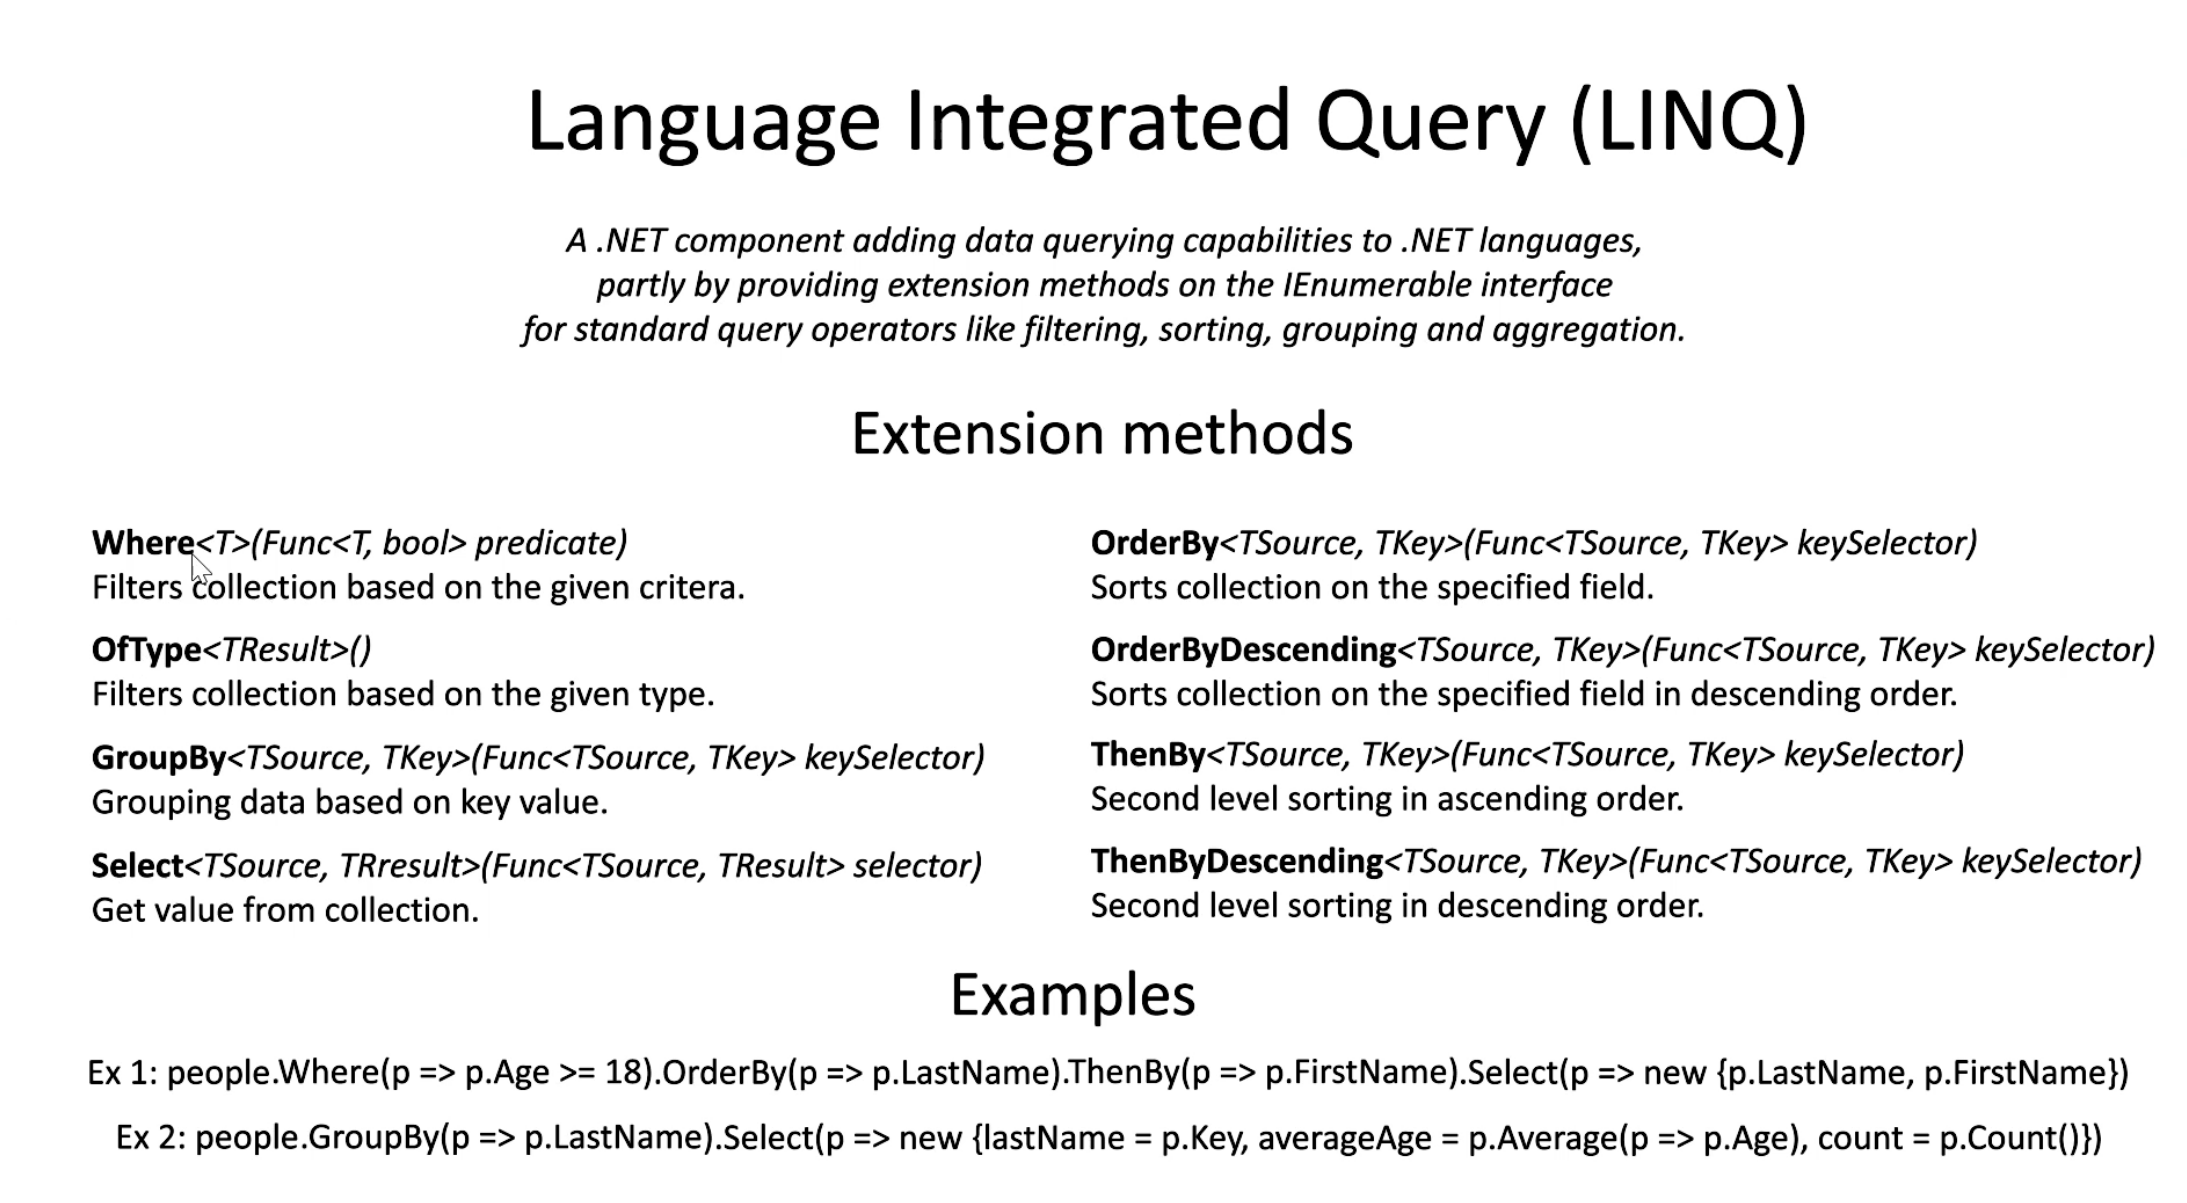 Language Integrated Query (LINQ)
A .NET component adding data querying capabilities to .NET languages,
partly by providing extension methods on the IEnumerable interface
for standard query operators like filtering, sorting, grouping and aggregation.
Extension methods
Where<T>(Func<T, bool> predicate)
Filters collection based on the given critera.
OfType<TResult>()
Filters collection based on the given type.
GroupBy<TSource, TKey>(Func<TSource, TKey> keySelector)
Grouping data based on key value.
Select<TSource, TRresult>(Func<TSource, TResult> selector)
Get value from collection.
OrderBy<TSource, TKey>(Func<TSource, TKey> keySelector)
Sorts collection on the specified field.
OrderByDescending<TSource, TKey>(Func<TSource, TKey> keySelector)
Sorts collection on the specified field in descending order.
ThenBy<TSource, TKey>(Func<TSource, TKey> keySelector)
Second level sorting in ascending order.
ThenByDescending<TSource, TKey>(Func<TSource, TKey> keySelector)
Second level sorting in descending order.
Examples
Ex 1: people.Where(p => p.Age >= 18).OrderBy(p => p.LastName).ThenBy(p => p.FirstName).Select(p => new {p.LastName, p.FirstName})
Ex 2: people.GroupBy(p => p.LastName).Select(p => new {lastName = p.Key, averageAge = p.Average(p => p.Age), count = p.Count()})